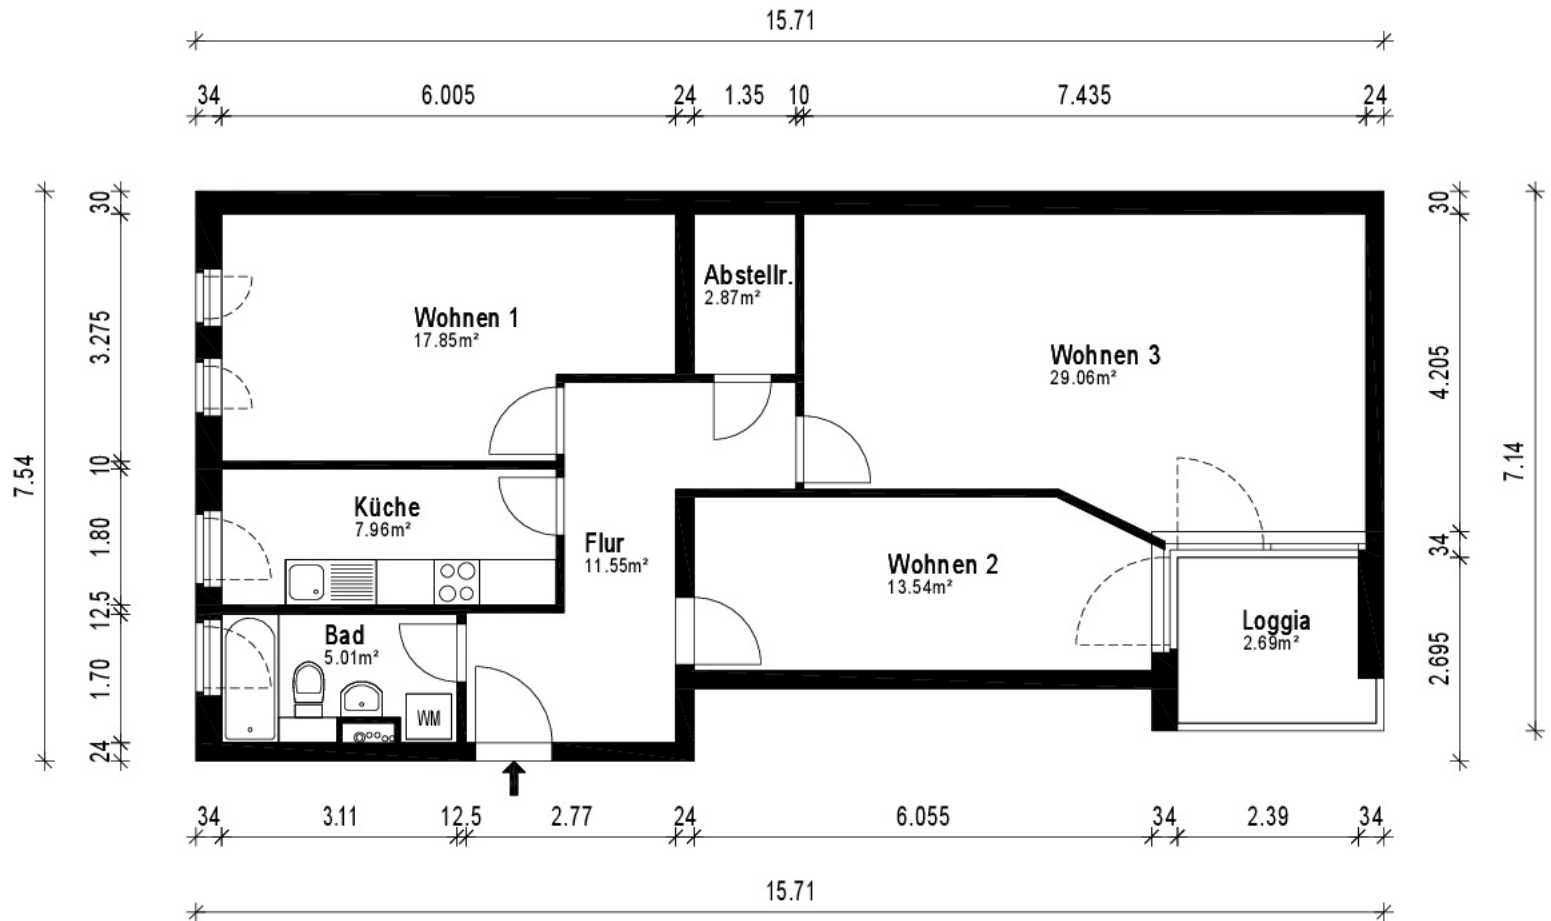 15.71
34 6.005 24 1.35 10 7.435 24
30
30
Abstellr.
2.87m²
Wohnen 1
17.85m²
3.275
Wohnen 3
29.06m²
4.205
7.54
7.14
10
Küche
7.96m²
1.80
Flur
11.55m²
34
Wohnen 2
13.54m²
12.5
Bad
5.01m²
Loggia
2.69m²
1.70
2.695
WM
24
34 3.11 12.5 2.77 24 6.055 34 2.39 34
15.71